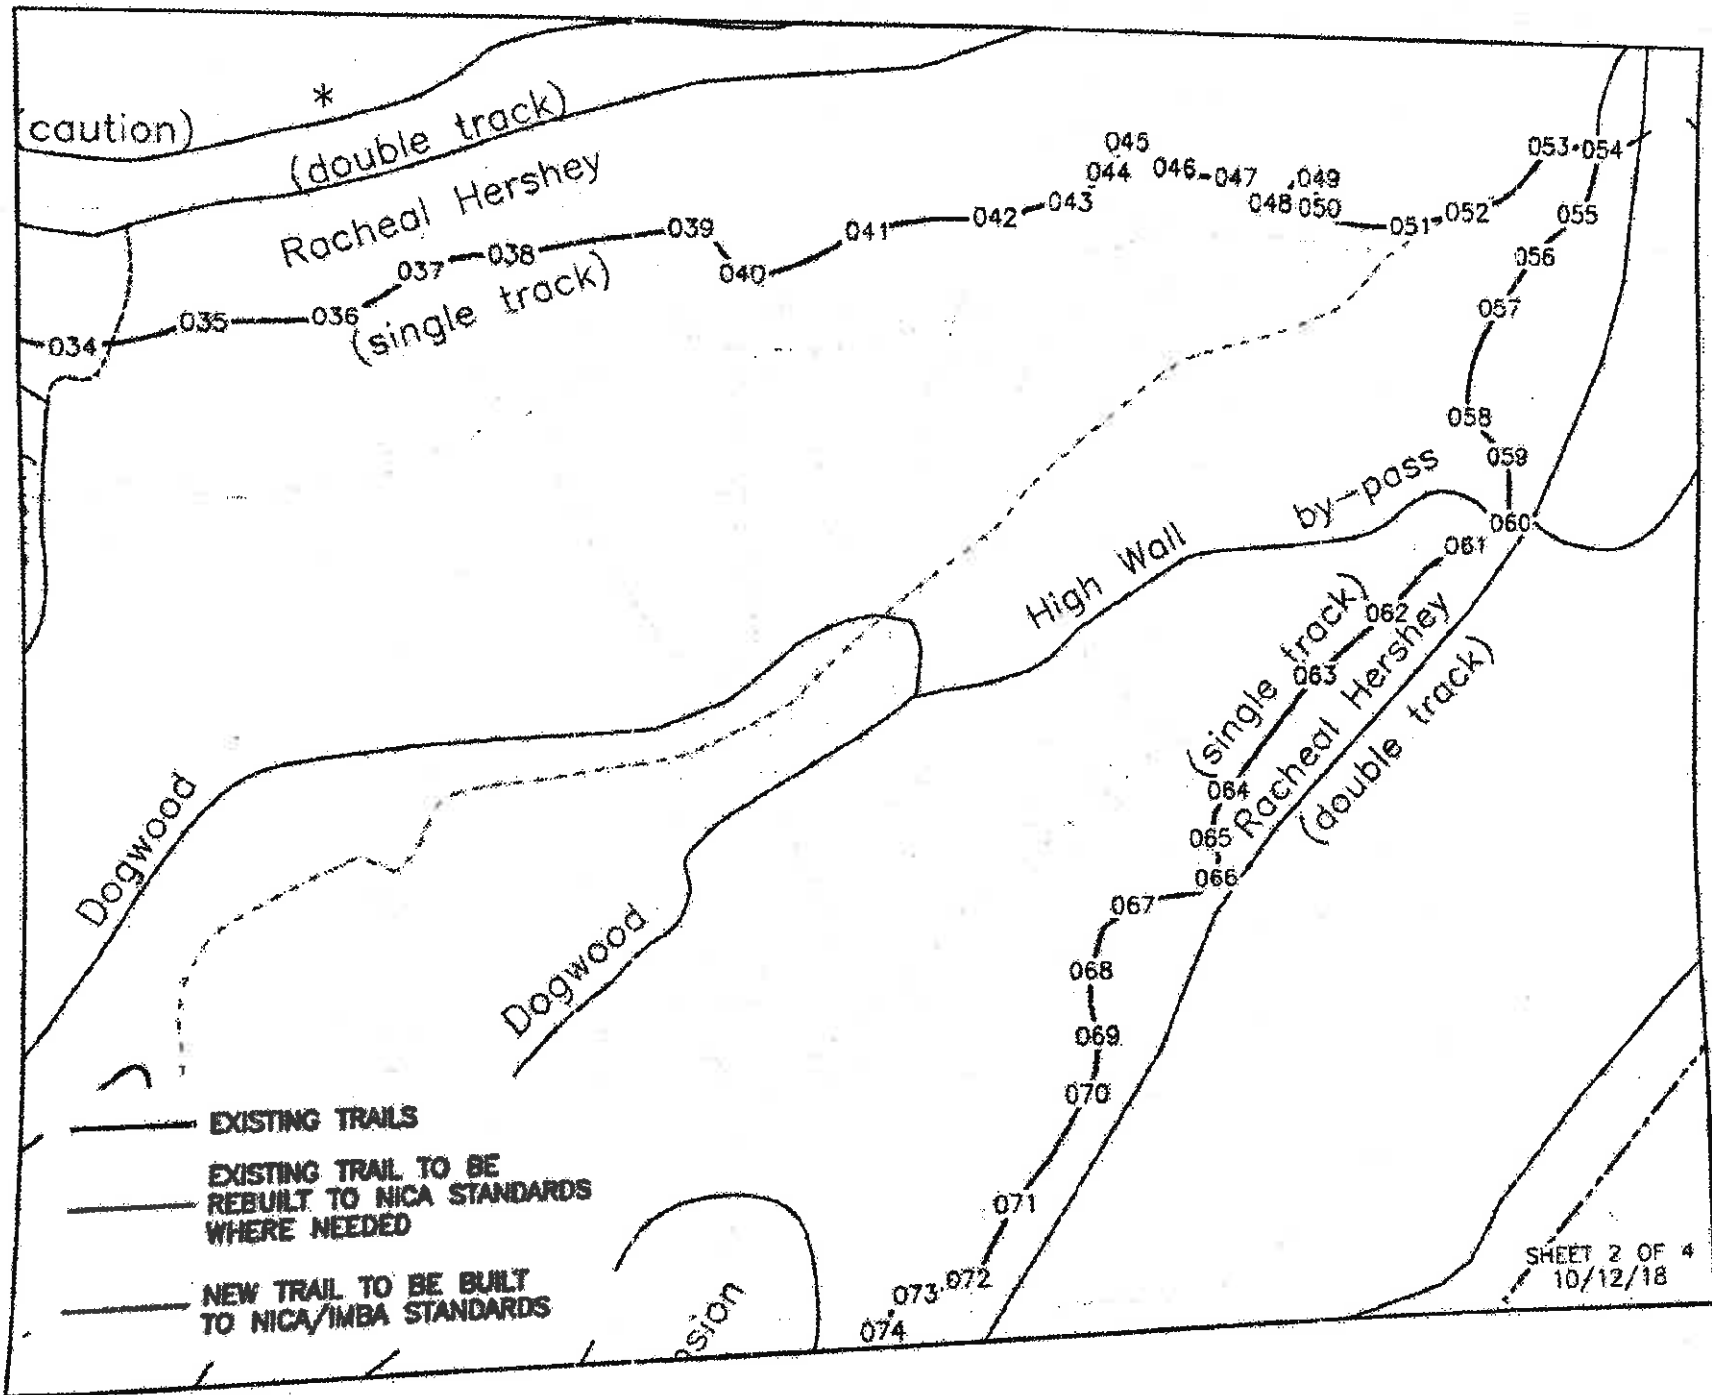 caution)
*
(double track)
Racheal Hershey
(single track)
034
035
036
037
038
039
040
041
042
043
044
045
046
047
048
049
050
051
052
053
054
055
056
057
058
059
060
061
062
063
064
065
066
067
068
069
070
071
072
073
074
High Wall by-pass
(single track)
Racheal Hershey
(double track)
Dogwood
Dogwood
EXISTING TRAILS
EXISTING TRAIL TO BE
REBUILT TO NICA STANDARDS
WHERE NEEDED
NEW TRAIL TO BE BUILT
TO NICA/IMBA STANDARDS
nsion
SHEET 2 OF 4
10/12/18